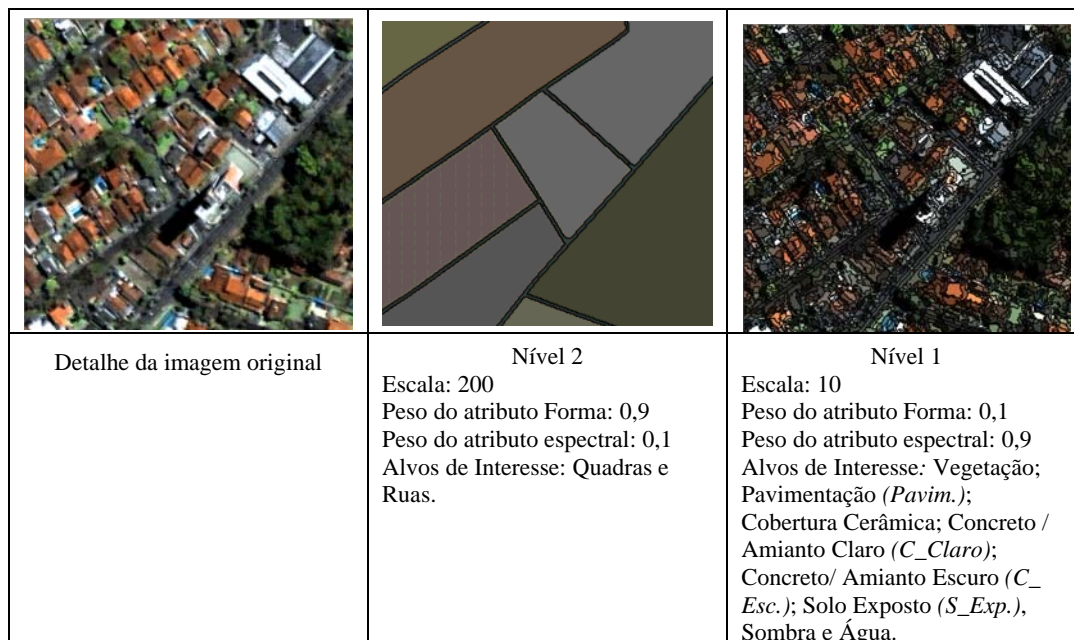 Detalhe da imagem original
Nível 2
Escala: 200
Peso do atributo Forma: 0,9
Peso do atributo espectral: 0,1
Alvos de Interesse: Quadras e
Ruas.
Nível 1
Escala: 10
Peso do atributo Forma: 0,1
Peso do atributo espectral: 0,9
Alvos de Interesse: Vegetação;
Pavimentação (Pavim.);
Cobertura Cerâmica; Concreto /
Amianto Claro (C_Claro);
Concreto/ Amianto Escuro (C_
Esc.); Solo Exposto (S_Exp.),
Sombra e Água.